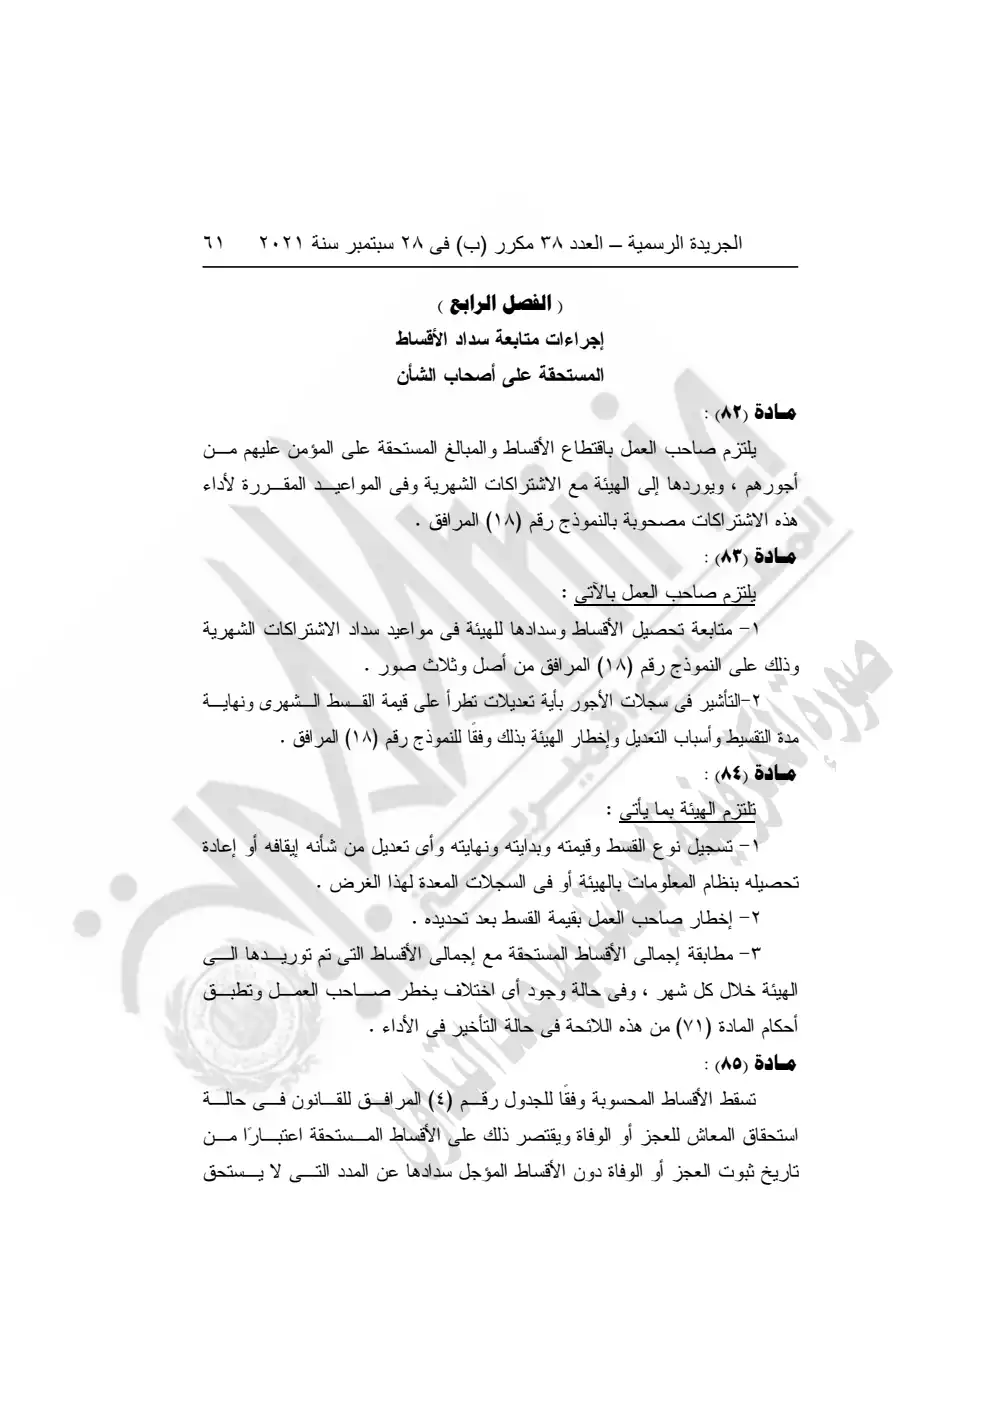 الجريدة الرسمية – العدد ٣٨ مكرر (ب) فى ٢٨ سبتمبر سنة ٢٠٢١ ٦١
( الفصل الرابع )
إجراءات متابعة سداد الأقساط
المستحقة على أصحاب الشأن
مادة (٨٢) :
يلتزم صاحب العمل باقتطاع الأقساط والمبالغ المستحقة على المؤمن عليهم من
أجورهم ، ويوردها إلى الهيئة مع الاشتراكات الشهرية وفى المواعيد المقررة لأداء
هذه الاشتراكات مصحوبة بالنموذج رقم (١٨) المرافق .
مادة (٨٣) :
يلتزم صاحب العمل بالآتى :
١- متابعة تحصيل الأقساط وسدادها للهيئة فى مواعيد سداد الاشتراكات الشهرية
وذلك على النموذج رقم (١٨) المرافق من أصل وثلاث صور .
٢-التأشير فى سجلات الأجور بأية تعديلات تطرأ على قيمة القسط الشهرى ونهاية
مدة التقسيط وأسباب التعديل وإخطار الهيئة بذلك وفقًا للنموذج رقم (١٨) المرافق .
مادة (٨٤) :
تلتزم الهيئة بما يأتى :
١- تسجيل نوع القسط وقيمته وبدايته ونهايته وأى تعديل من شأنه إيقافه أو إعادة
تحصيله بنظام المعلومات بالهيئة أو فى السجلات المعدة لهذا الغرض .
٢- إخطار صاحب العمل بقيمة القسط بعد تحديده .
٣- مطابقة إجمالى الأقساط المستحقة مع إجمالى الأقساط التى تم توريدها الى
الهيئة خلال كل شهر ، وفى حالة وجود أى اختلاف يخطر صاحب العمل وتطبق
أحكام المادة (٧١) من هذه اللائحة فى حالة التأخير فى الأداء .
مادة (٨٥) :
تسقط الأقساط المحسوبة وفقًا للجدول رقم (٤) المرافق للقانون فى حالة
استحقاق المعاش للعجز أو الوفاة ويقتصر ذلك على الأقساط المستحقة اعتبارًا من
تاريخ ثبوت العجز أو الوفاة دون الأقساط المؤجل سدادها عن المدد التى لا يستحق